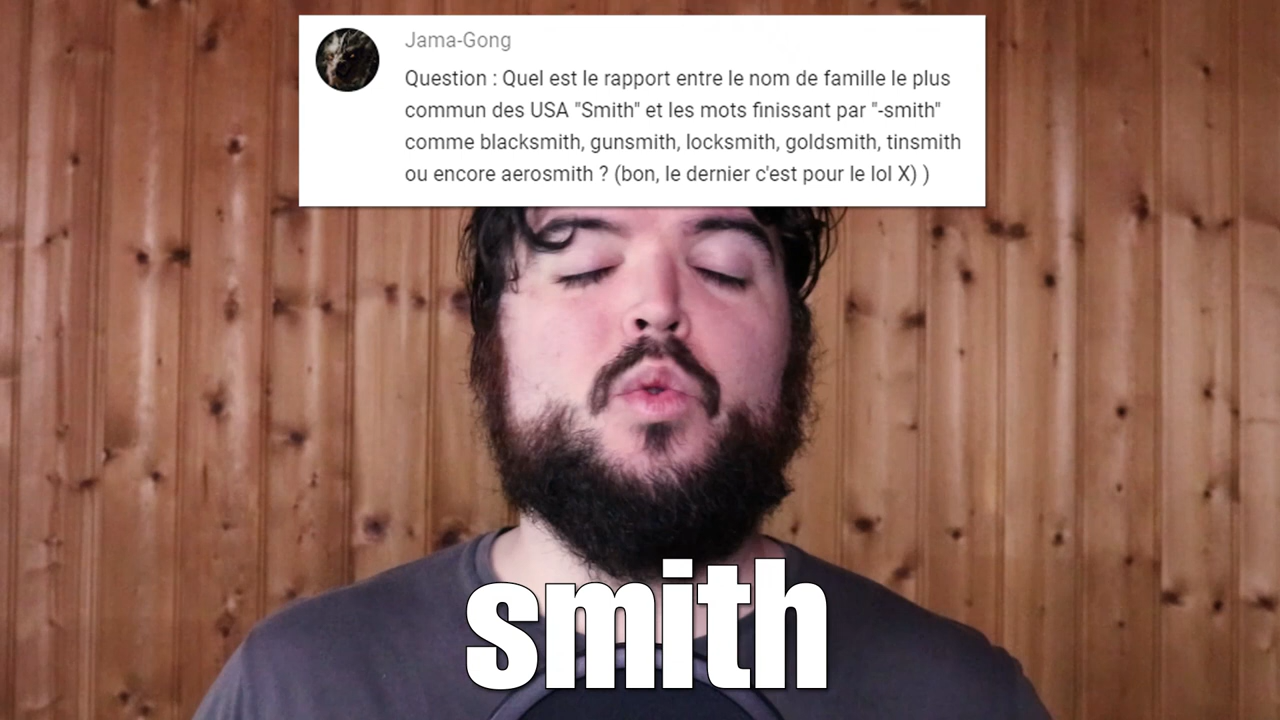 Jama-Gong
Question : Quel est le rapport entre le nom de famille le plus
commun des USA "Smith" et les mots finissant par "-smith"
comme blacksmith, gunsmith, locksmith, goldsmith, tinsmith
ou encore aerosmith ? (bon, le dernier c'est pour le lol X) )
smith